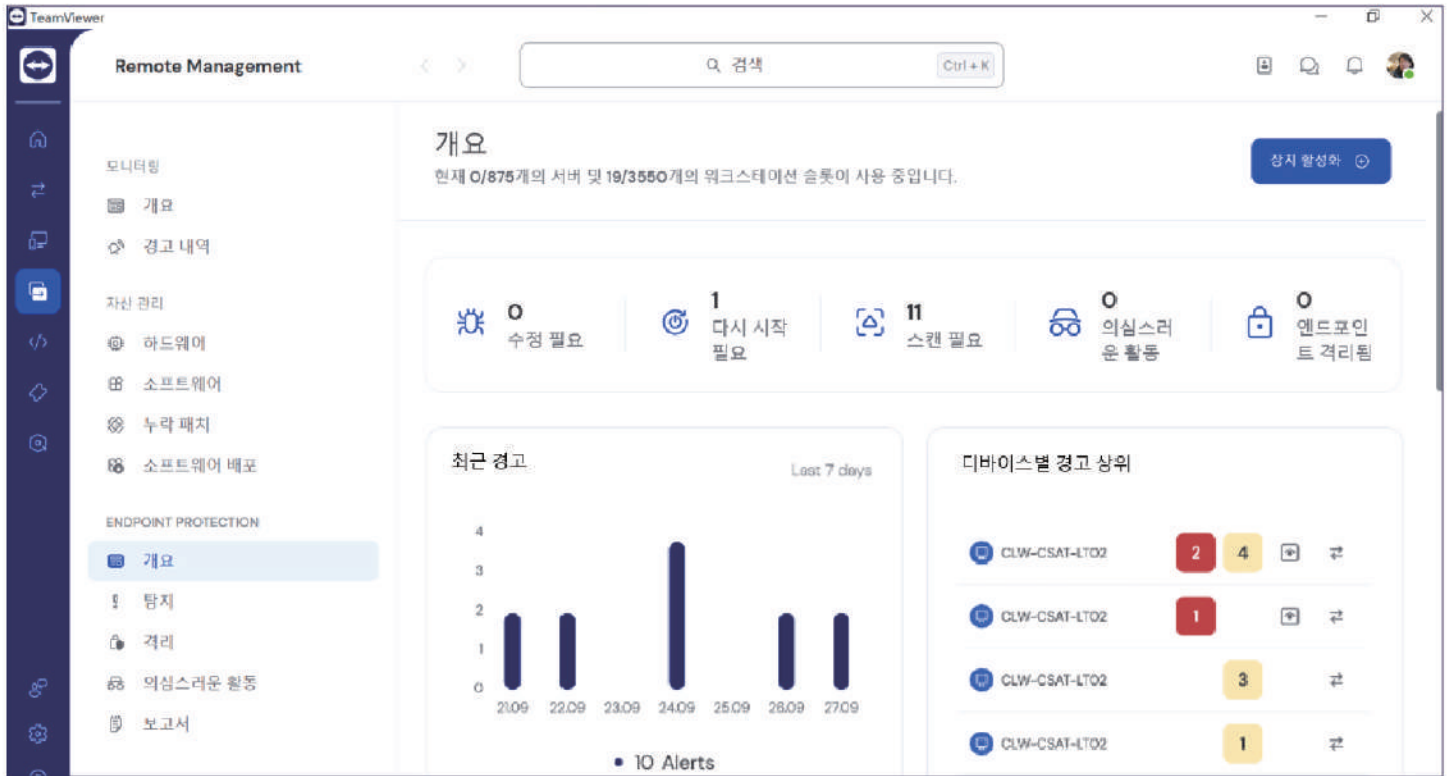 TeamViewer
Remote Management
검색
Ctrl + K
모니터링
개요
경고 내역
자산 관리
하드웨어
소프트웨어
누락 패치
소프트웨어 배포
ENDPOINT PROTECTION
개요
탐지
격리
의심스러운 활동
보고서
개요
현재 0/875개의 서버 및 19/3550개의 워크스테이션 슬롯이 사용 중입니다.
장치 활성화
0
수정 필요
1
다시 시작
필요
11
스캔 필요
0
의심스러
운 활동
0
엔드포인
트 격리됨
최근 경고
Last 7 days
4
3
2
1
0
21.09 22.09 23.09 24.09 25.09 26.09 27.09
10 Alerts
디바이스별 경고 상위
CLW-CSAT-LT02 2 4
CLW-CSAT-LT02 1
CLW-CSAT-LT02 3
CLW-CSAT-LT02 1